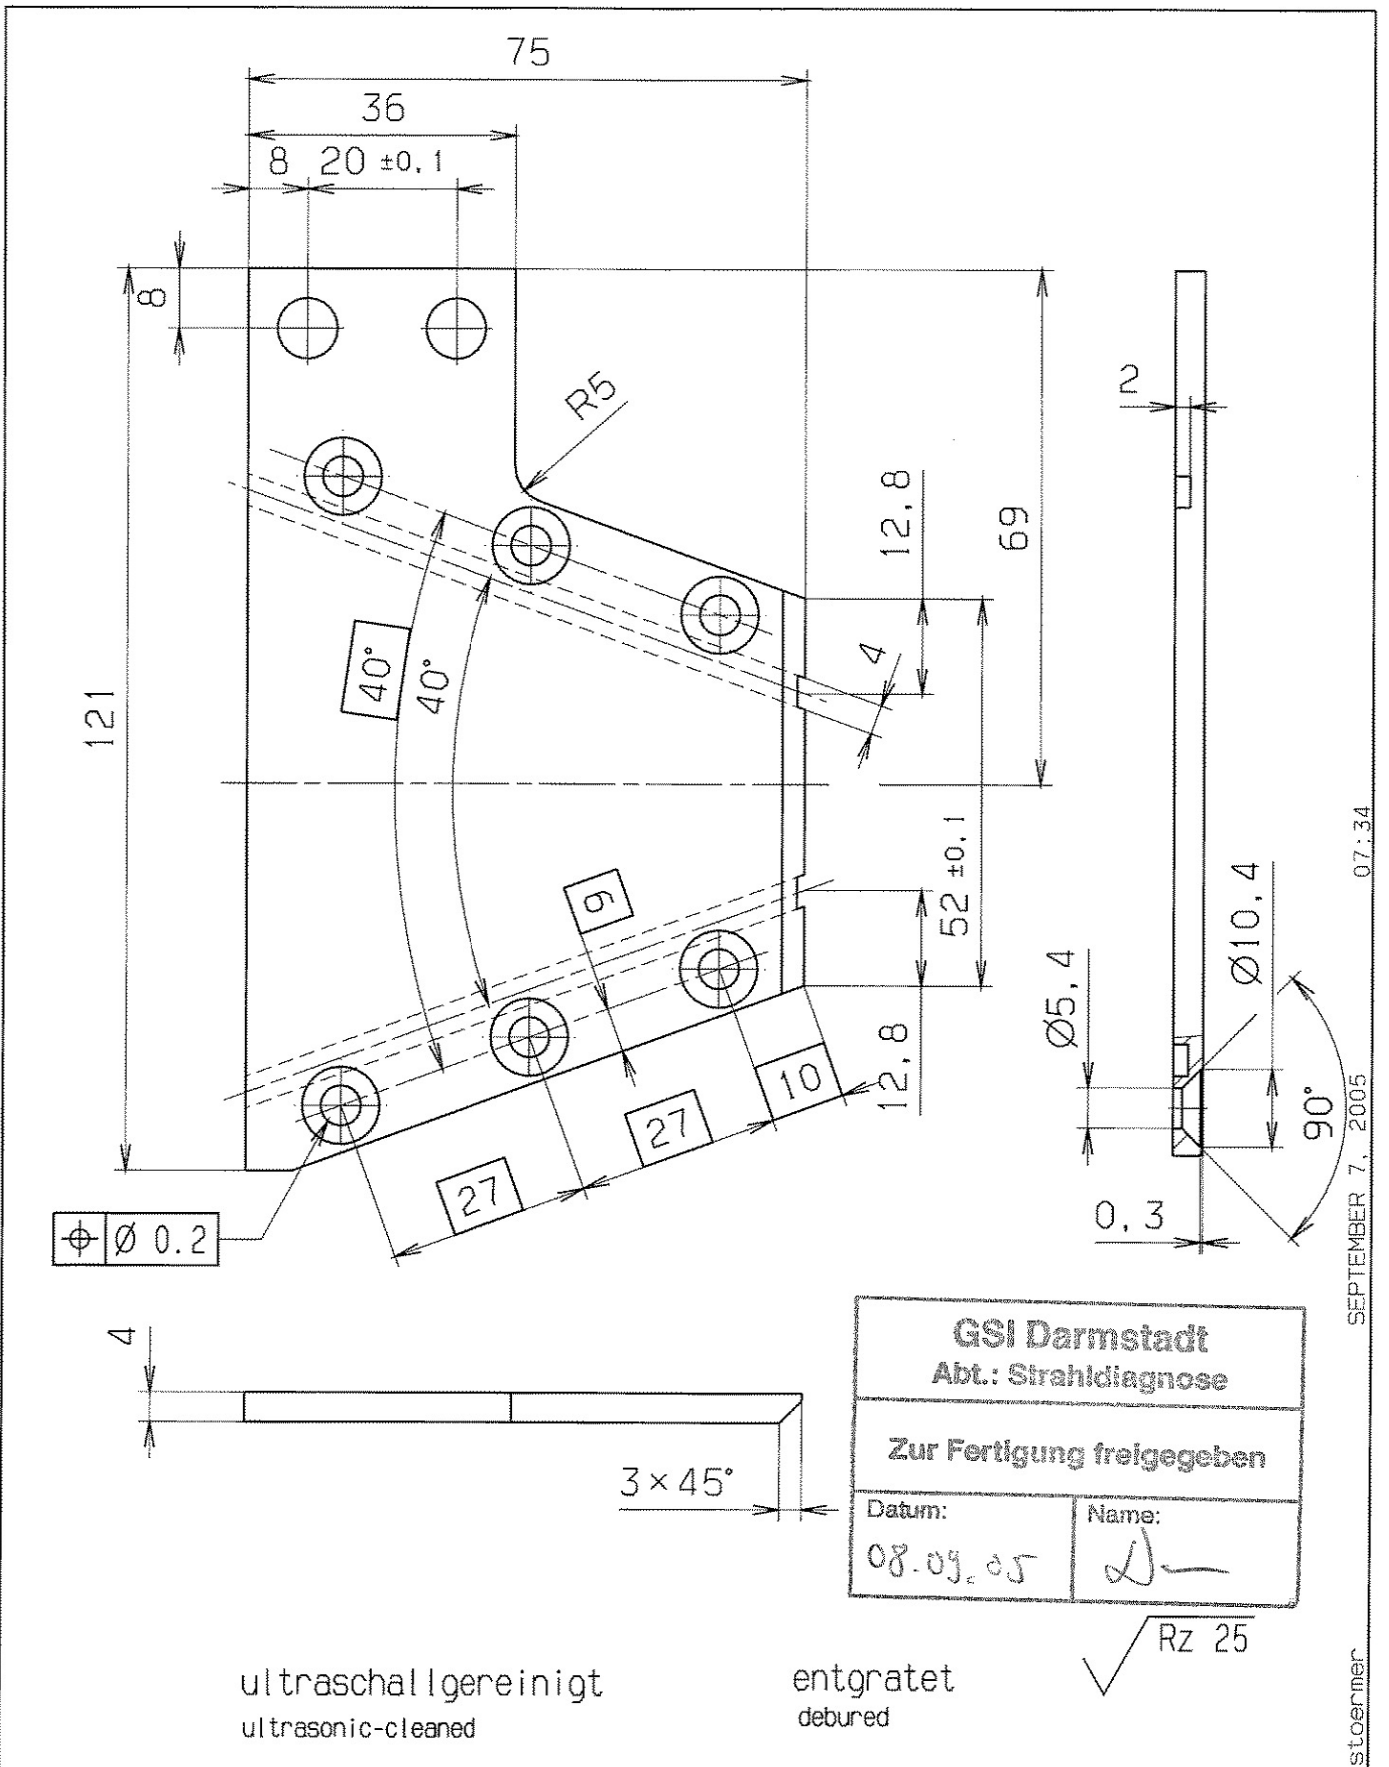 75
36
8 20 ±0,1
8
R5
2
12,8
69
4
40°
40°
121
52 ±0,1
6
07:34
Ø10,4
Ø5,4
12,8
10
27
27
90°
⌖ Ø 0.2
0,3
SEPTEMBER 7, 2005
4
3×45°
GSI Darmstadt
Abt.: Strahldiagnose
Zur Fertigung freigegeben
Datum:
08.09.05
Name:
Rz 25
ultraschallgereinigt
ultrasonic-cleaned
entgratet
debured
stoermer